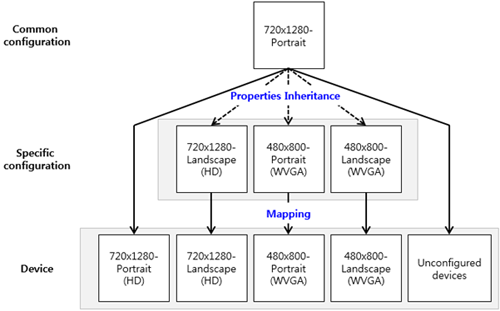 Common
configuration
720x1280-
Portrait
Properties Inheritance
Specific
configuration
720x1280-
Landscape
(HD)
480x800-
Portrait
(WVGA)
480x800-
Landscape
(WVGA)
Mapping
Device
720x1280-
Portrait
(HD)
720x1280-
Landscape
(HD)
480x800-
Portrait
(WVGA)
480x800-
Landscape
(WVGA)
Unconfigured
devices